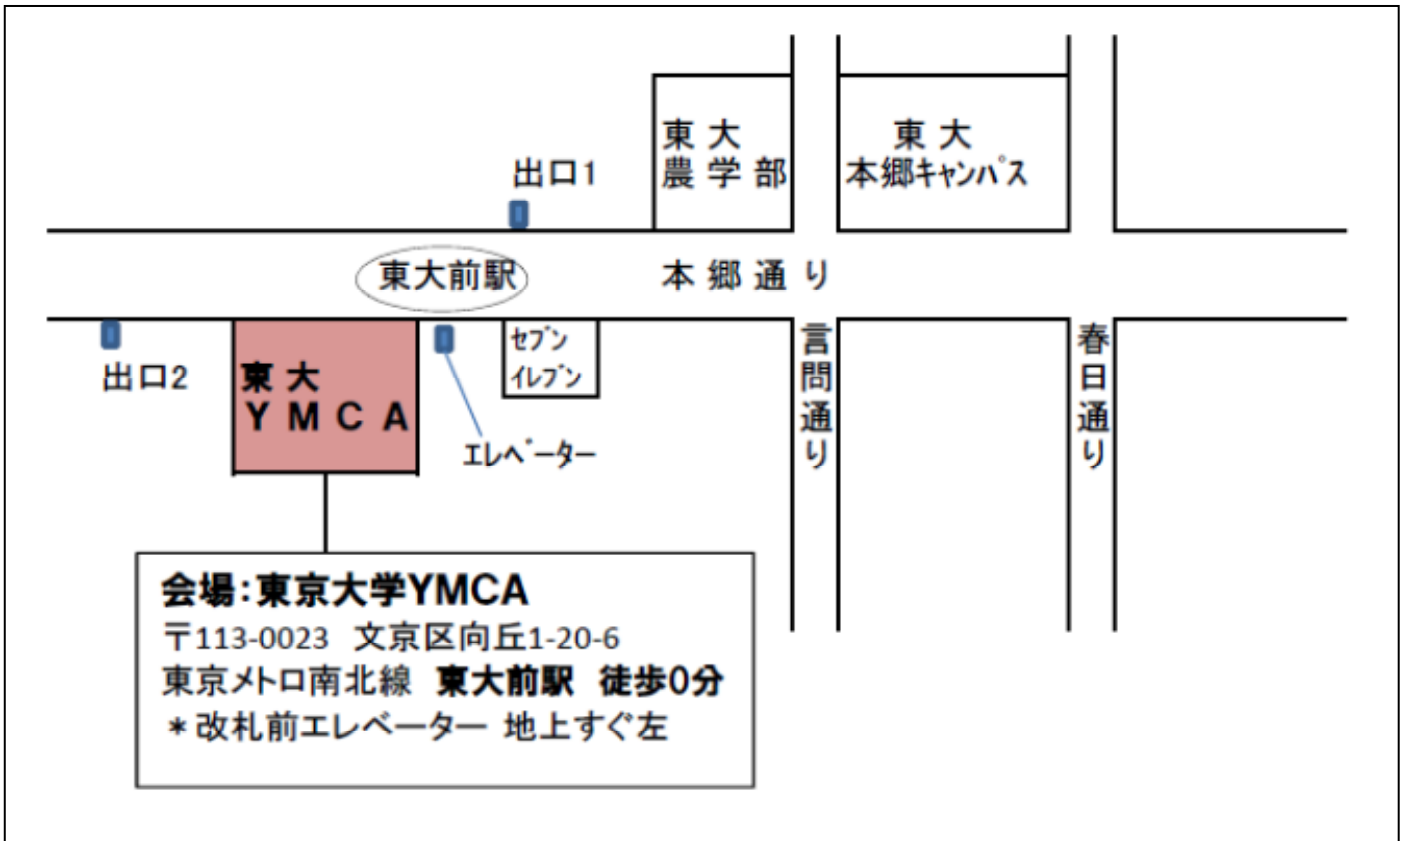 東大
農学部
東大
本郷キャンパス
出口1
東大前駅
本郷通り
出口2
東大
YMCA
セブン
イレブン
エレベーター
言問通り
春日通り
会場:東京大学YMCA
〒113-0023 文京区向丘1-20-6
東京メトロ南北線 東大前駅 徒歩0分
*改札前エレベーター 地上すぐ左